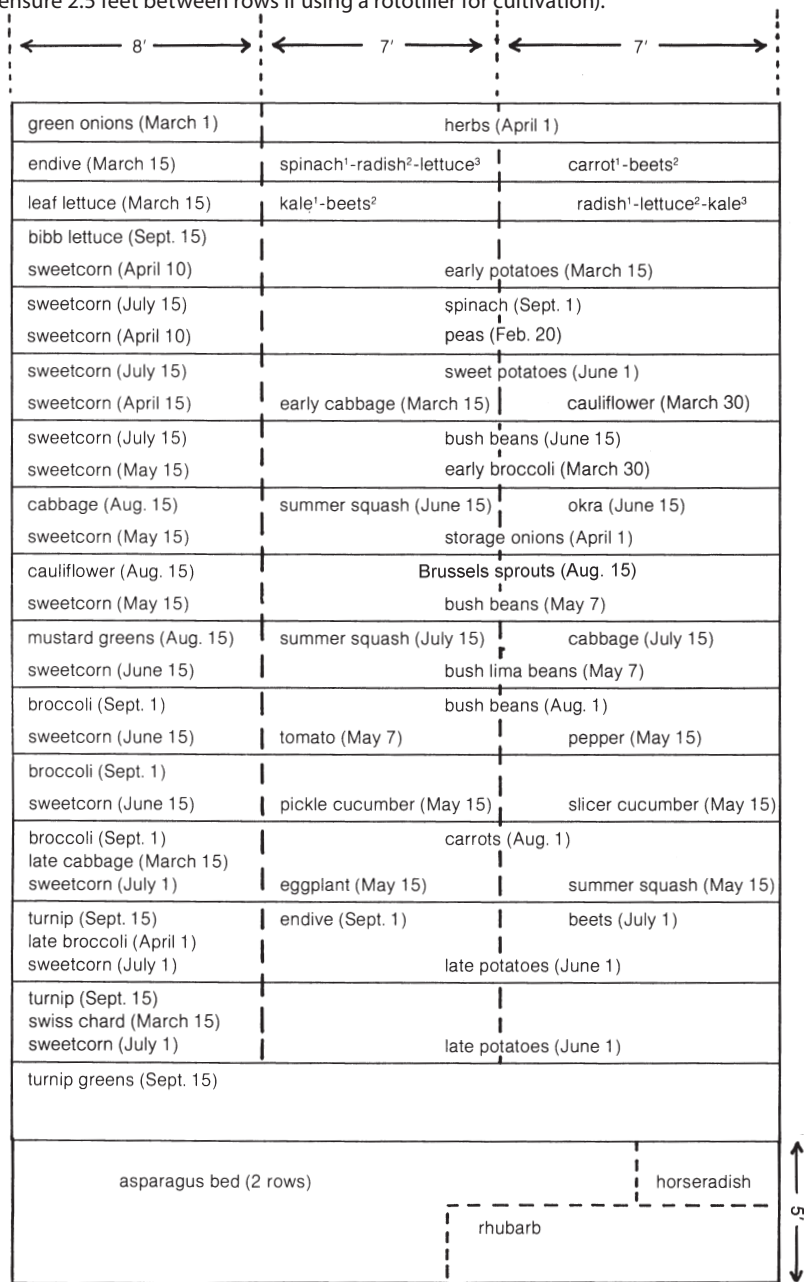 ensure 2.5 feet between rows if using a rototiller for cultivation).
8′ 7′ 7′
green onions (March 1) herbs (April 1)
endive (March 15) spinach¹-radish²-lettuce³ carrot¹-beets²
leaf lettuce (March 15) kale¹-beets² radish¹-lettuce²-kale³
bibb lettuce (Sept. 15)
sweetcorn (April 10) early potatoes (March 15)
sweetcorn (July 15) spinach (Sept. 1)
sweetcorn (April 10) peas (Feb. 20)
sweetcorn (July 15) sweet potatoes (June 1)
sweetcorn (April 15) early cabbage (March 15) cauliflower (March 30)
sweetcorn (July 15) bush beans (June 15)
sweetcorn (May 15) early broccoli (March 30)
cabbage (Aug. 15) summer squash (June 15) okra (June 15)
sweetcorn (May 15) storage onions (April 1)
cauliflower (Aug. 15) Brussels sprouts (Aug. 15)
sweetcorn (May 15) bush beans (May 7)
mustard greens (Aug. 15) summer squash (July 15) cabbage (July 15)
sweetcorn (June 15) bush lima beans (May 7)
broccoli (Sept. 1) bush beans (Aug. 1)
sweetcorn (June 15) tomato (May 7) pepper (May 15)
broccoli (Sept. 1)
sweetcorn (June 15) pickle cucumber (May 15) slicer cucumber (May 15)
broccoli (Sept. 1) carrots (Aug. 1)
late cabbage (March 15)
sweetcorn (July 1) eggplant (May 15) summer squash (May 15)
turnip (Sept. 15) endive (Sept. 1) beets (July 1)
late broccoli (April 1)
sweetcorn (July 1) late potatoes (June 1)
turnip (Sept. 15)
swiss chard (March 15)
sweetcorn (July 1) late potatoes (June 1)
turnip greens (Sept. 15)
asparagus bed (2 rows) horseradish
5′
rhubarb